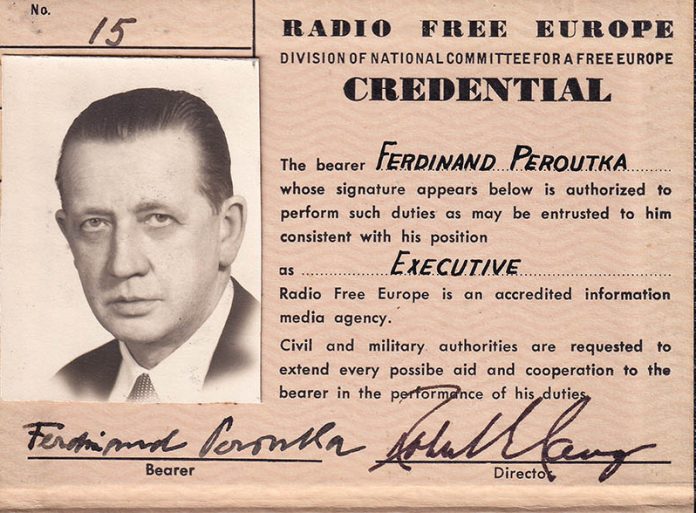 No.
15
RADIO FREE EUROPE
DIVISION OF NATIONAL COMMITTEE FOR A FREE EUROPE
CREDENTIAL
The bearer FERDINAND PEROUTKA
whose signature appears below is authorized to
perform such duties as may be entrusted to him
consistent with his position
as EXECUTIVE
Radio Free Europe is an accredited information
media agency.
Civil and military authorities are requested to
extend every possibe aid and cooperation to the
bearer in the performance of his duties
Ferdinand Peroutka
Bearer
Director